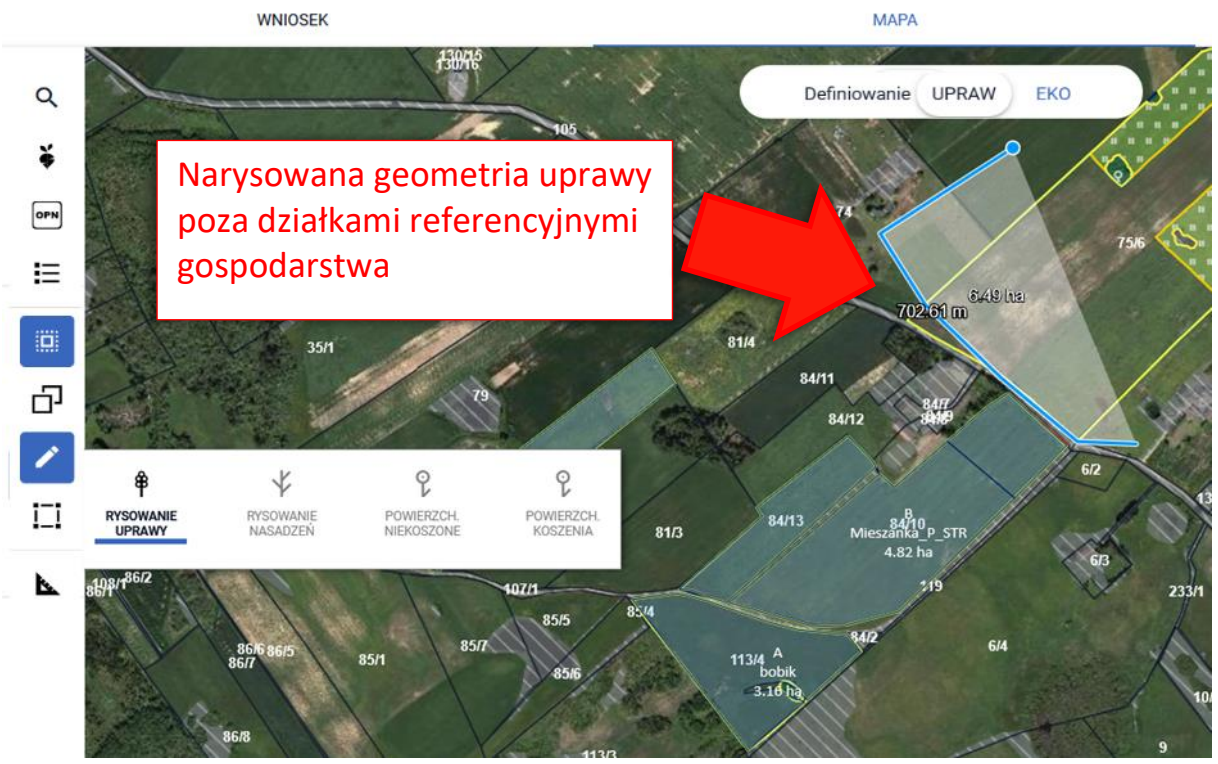 WNIOSEK
MAPA
130/15
130/16
Definiowanie UPRAW EKO
105
Narysowana geometria uprawy
poza działkami referencyjnymi
gospodarstwa
OPN
74
75/6
6.49 ha
702.61 m
35/1
81/4
84/11
79
84/7
84/12
6/2
RYSOWANIE
UPRAWY
RYSOWANIE
NASADZEŃ
POWIERZCH.
NIEKOSZONE
POWIERZCH.
KOSZENIA
81/3
84/13
B
84/10
Mieszanka_P_STR
4.82 ha
6/3
108/1
86/2
86/1
107/1
119
233/1
85/4
85/5
84/2
86/6
86/5
86/7
85/1
85/7
85/6
113/4
A
bobik
3.16 ha
6/4
86/8
113/3
9